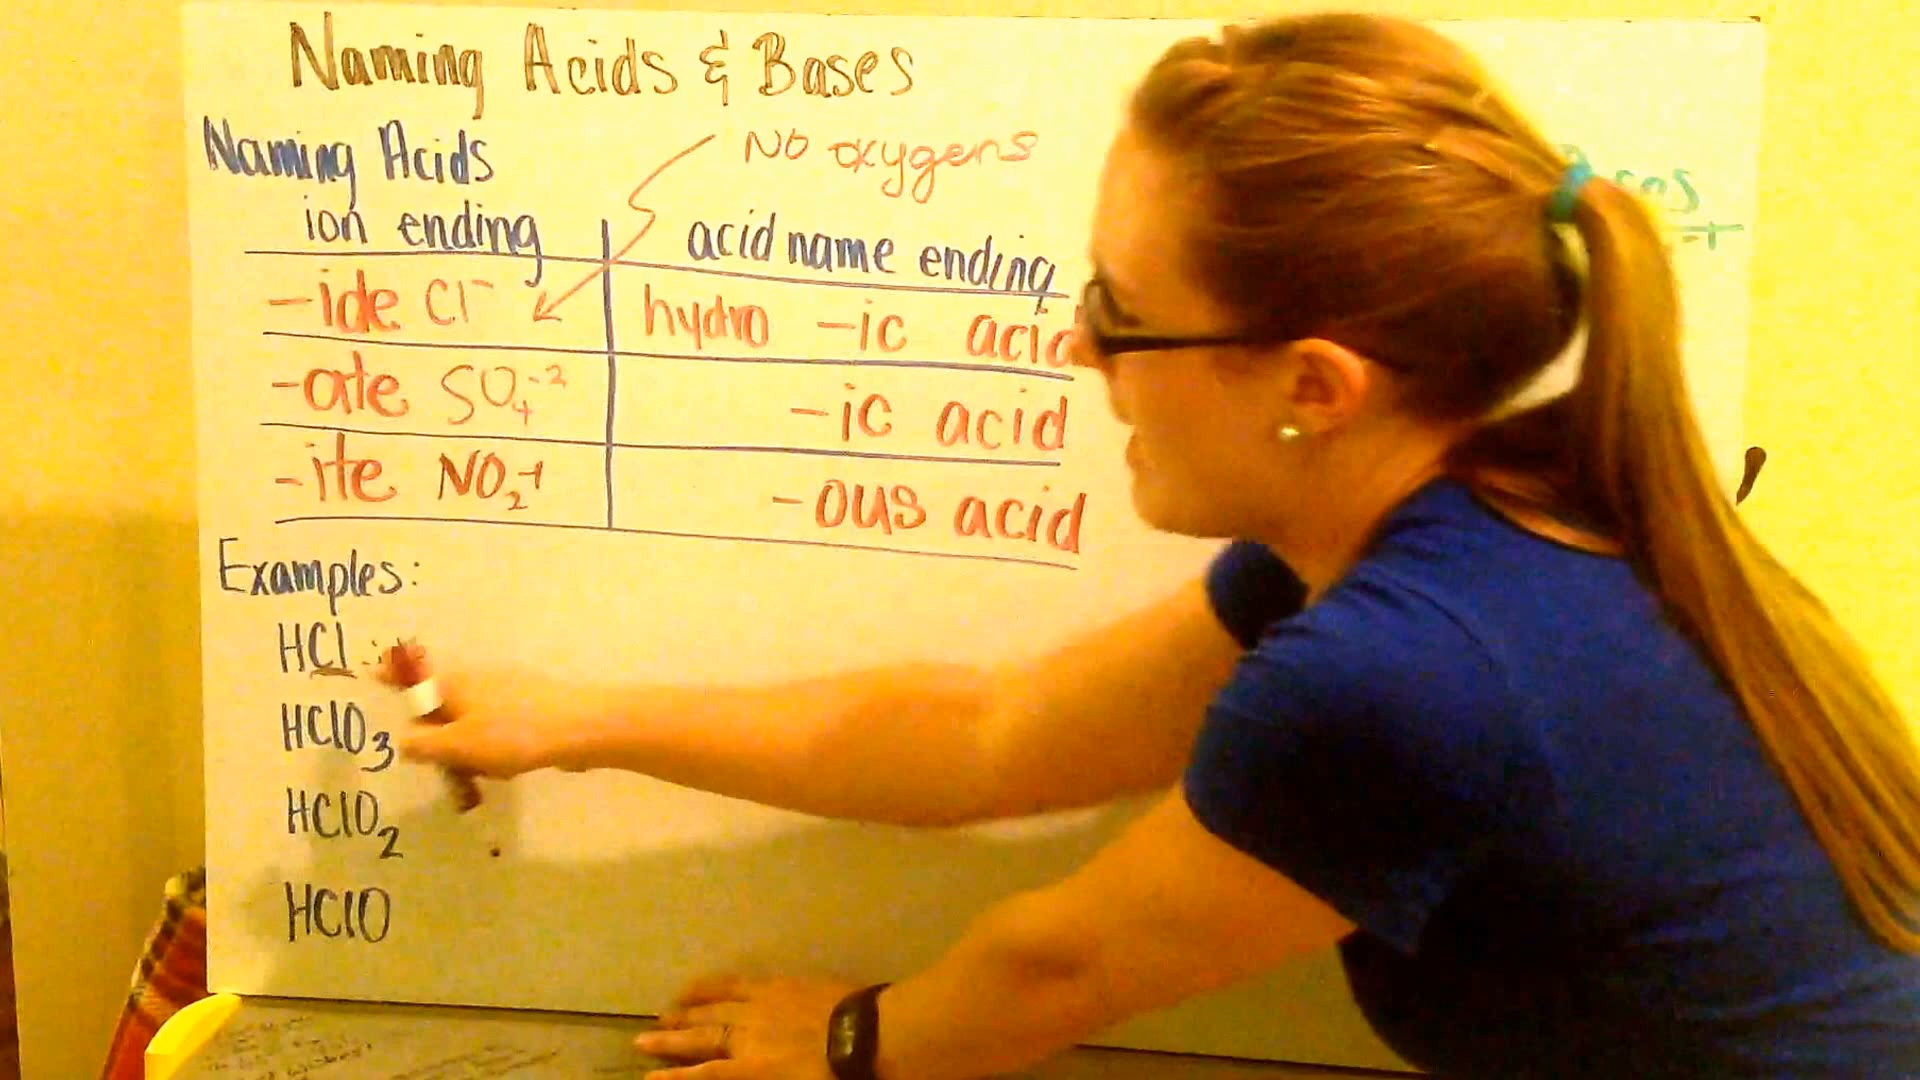 Naming Acids & Bases
Naming Acids
No oxygens
ion ending acid name ending
-ide Cl⁻ hydro -ic acid
-ate SO₄⁻² -ic acid
-ite NO₂⁻¹ -ous acid
Examples:
HCl
HClO₃
HClO₂
HClO